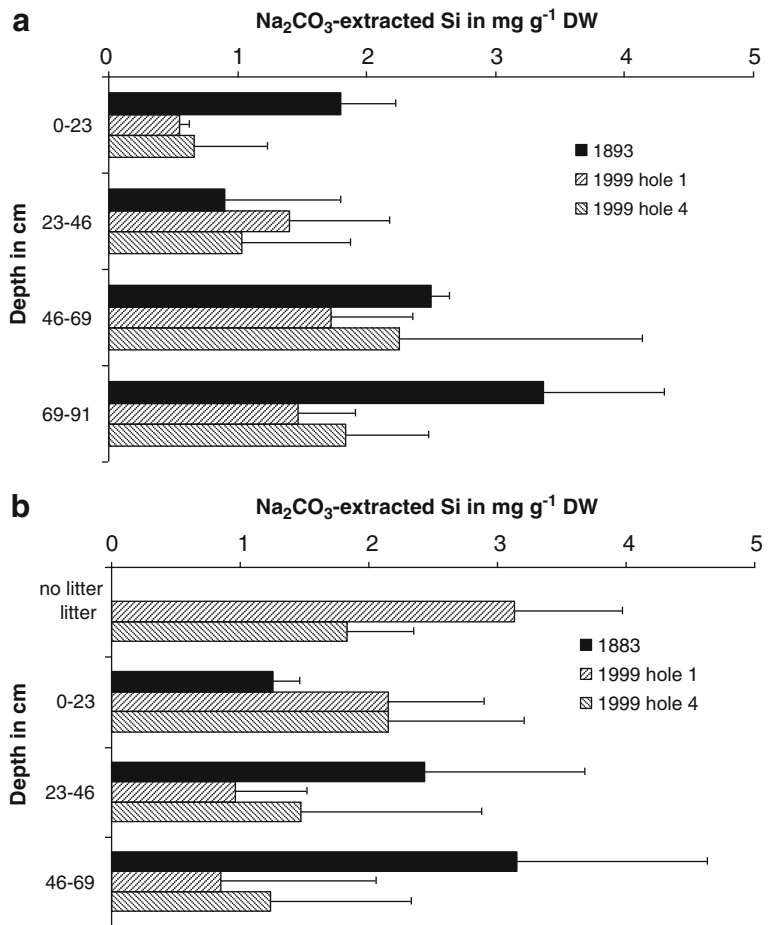 a
Na₂CO₃-extracted Si in mg g⁻¹ DW
0 1 2 3 4 5
Depth in cm
0-23
23-46
46-69
69-91
1893
1999 hole 1
1999 hole 4
b
Na₂CO₃-extracted Si in mg g⁻¹ DW
0 1 2 3 4 5
Depth in cm
no litter
litter
0-23
23-46
46-69
1883
1999 hole 1
1999 hole 4